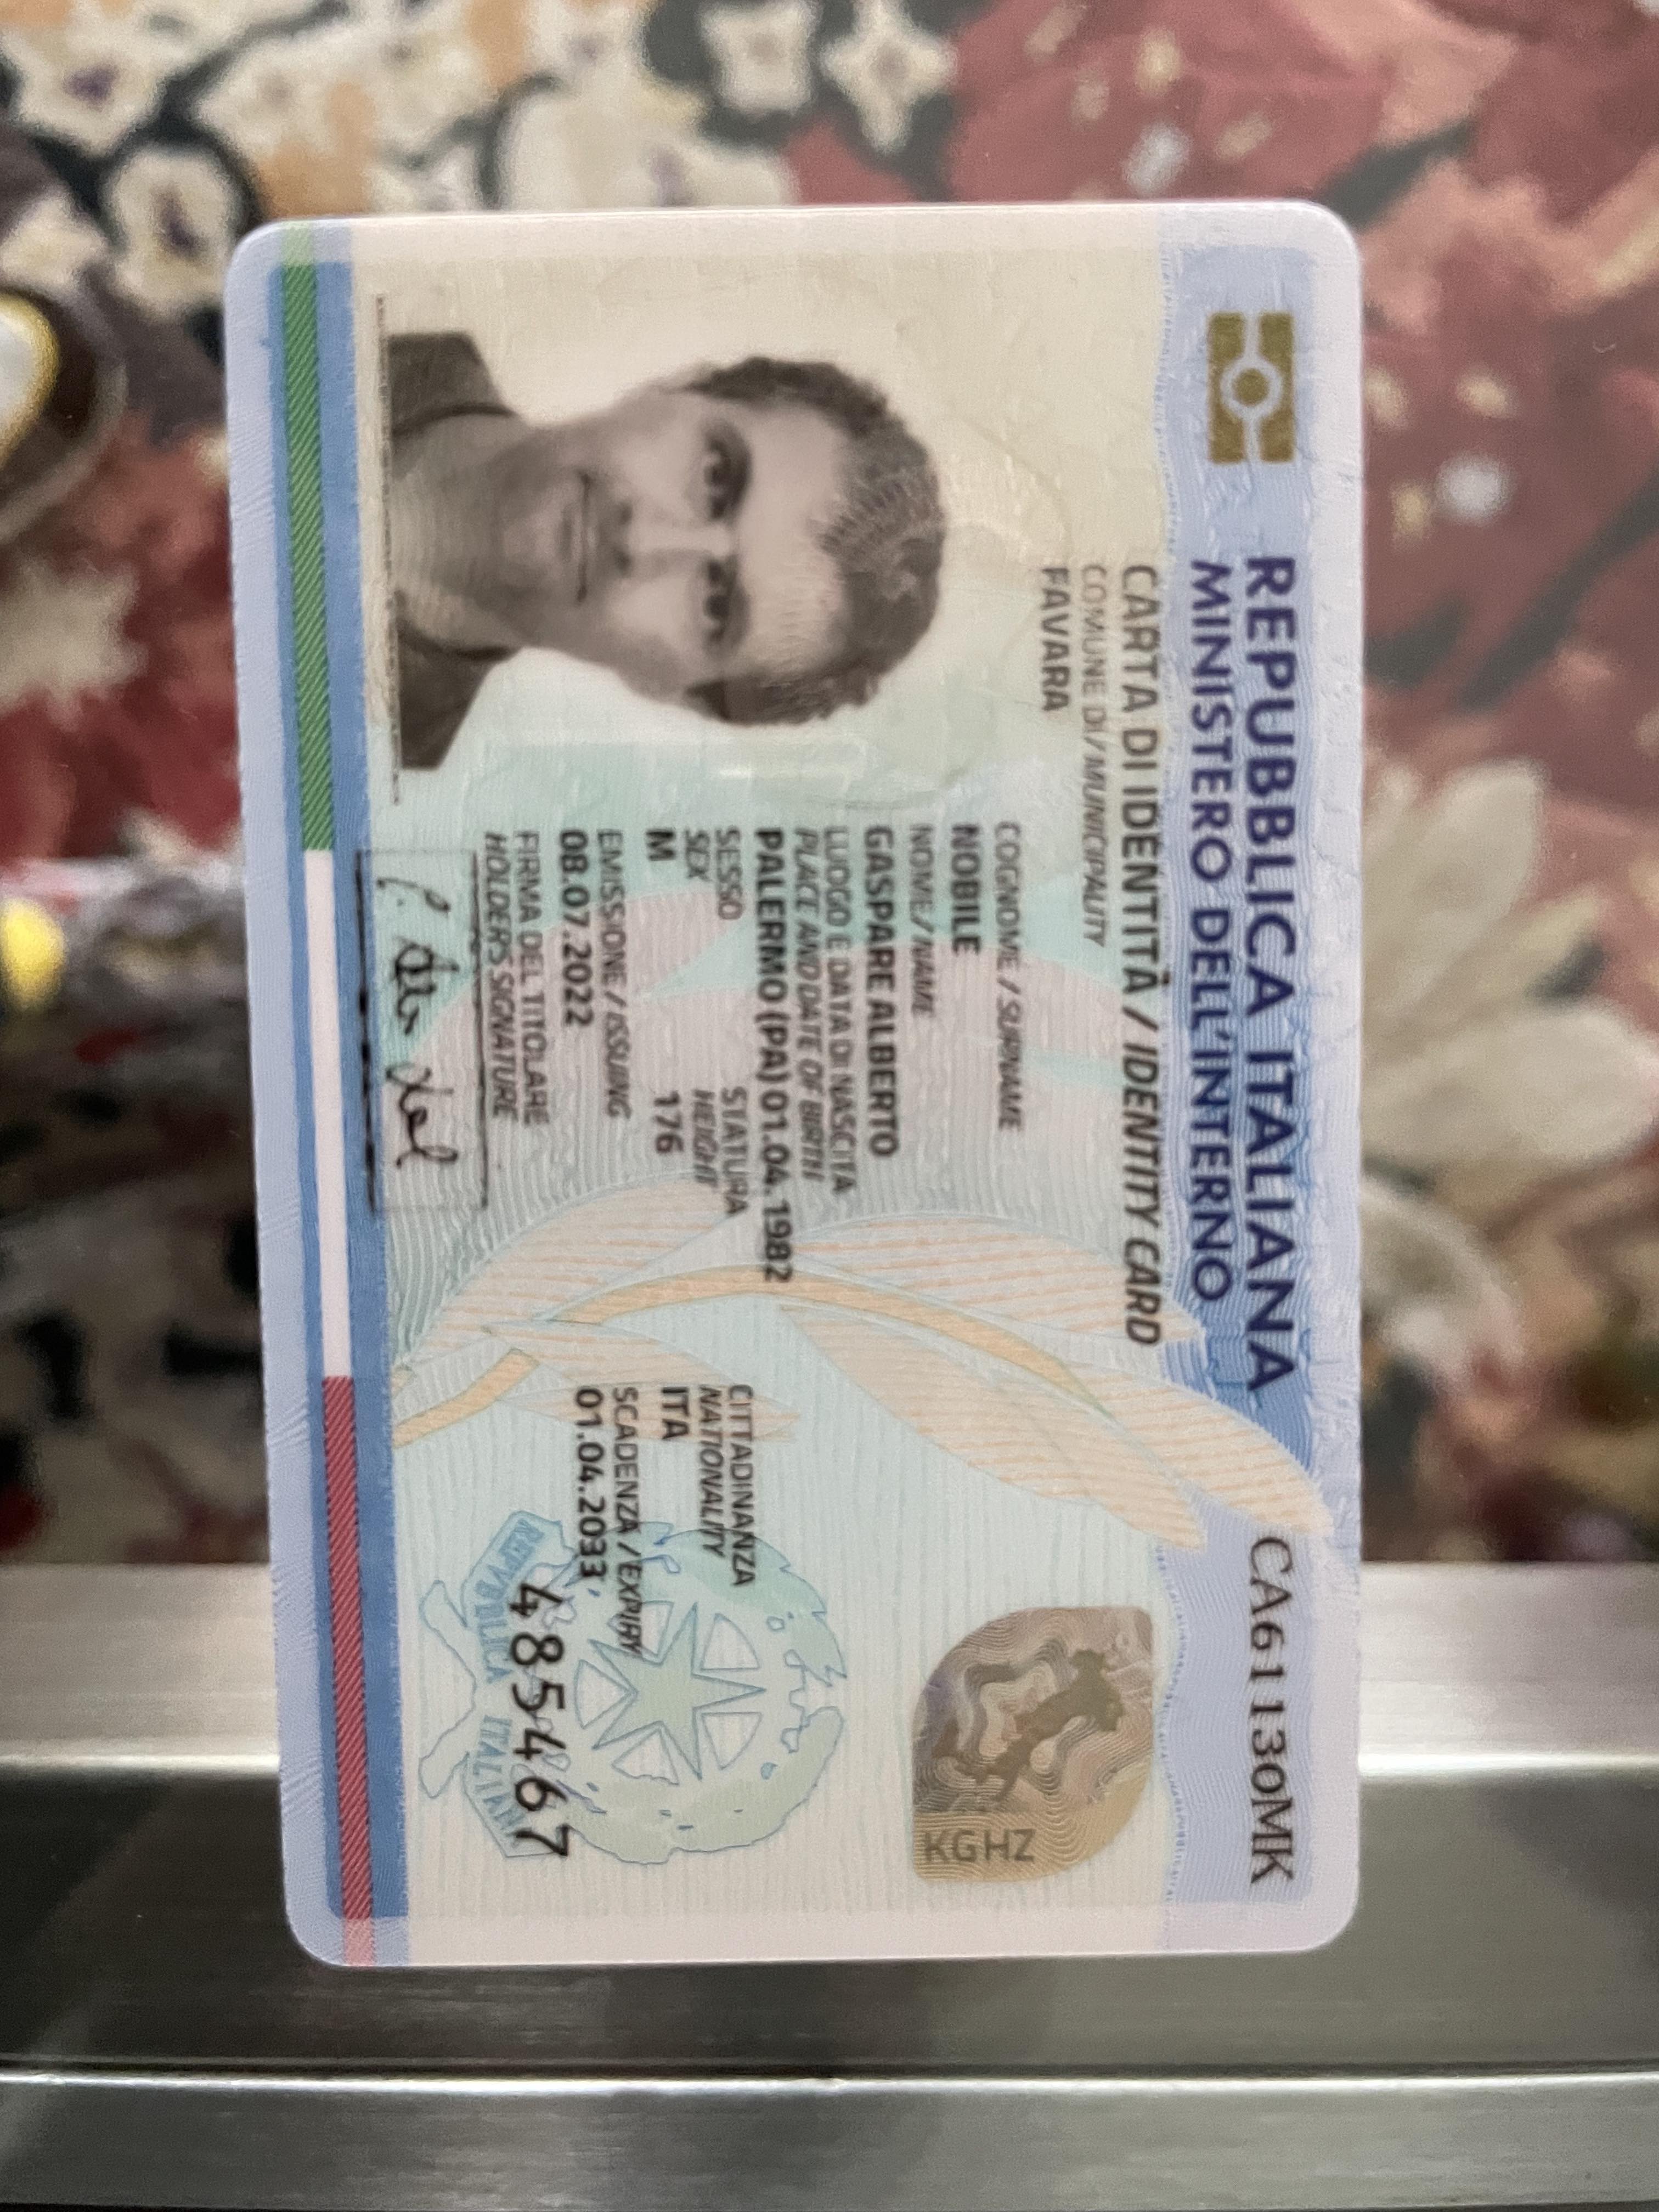 REPUBBLICA ITALIANA
CA61130MK
MINISTERO DELL'INTERNO
CARTA DI IDENTITÀ / IDENTITY CARD
COMUNE DI / MUNICIPALITY
FAVARA
COGNOME / SURNAME
NOBILE
NOME / NAME
GASPARE ALBERTO
LUOGO E DATA DI NASCITA
PLACE AND DATE OF BIRTH
PALERMO (PA) 01.04.1982
SESSO STATURA CITTADINANZA
SEX HEIGHT NATIONALITY
M 176 ITA
EMISSIONE / ISSUING SCADENZA / EXPIRY
08.07.2022 01.04.2033
FIRMA DEL TITOLARE
HOLDER'S SIGNATURE
KGHZ
485467
REPVBBLICA ITALIANA